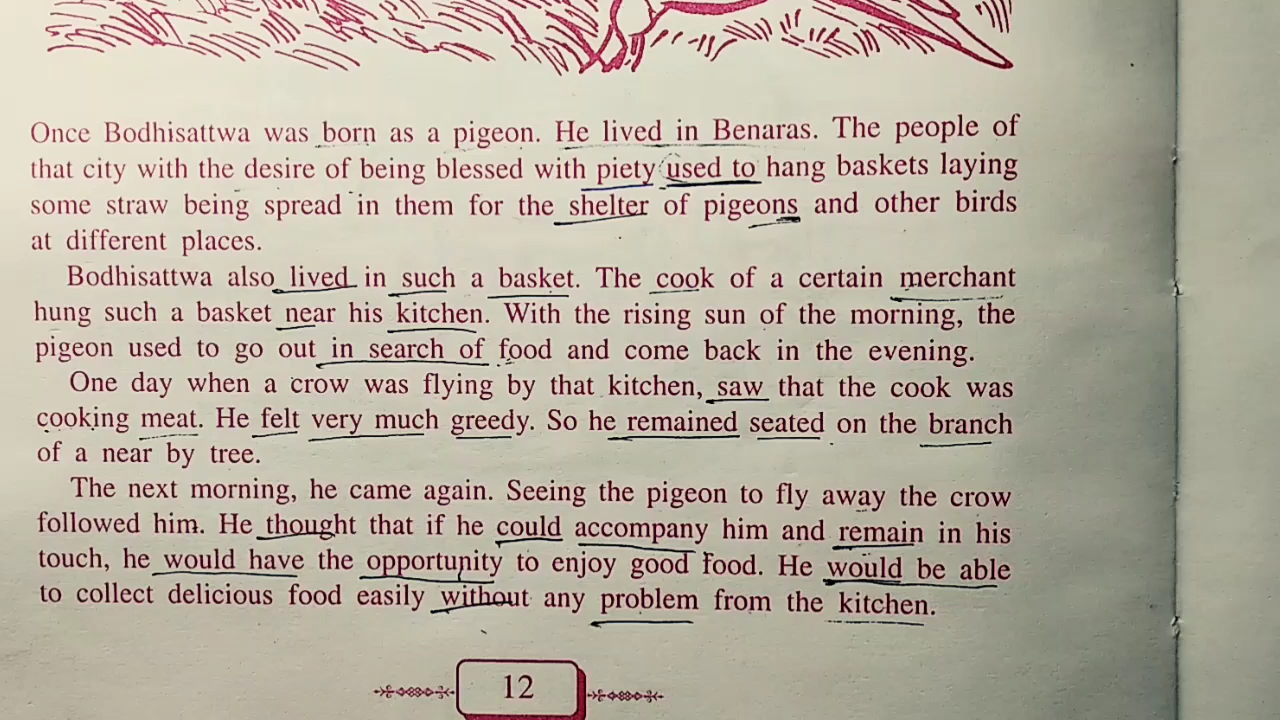 Once Bodhisattwa was born as a pigeon. He lived in Benaras. The people of
that city with the desire of being blessed with piety used to hang baskets laying
some straw being spread in them for the shelter of pigeons and other birds
at different places.
Bodhisattwa also lived in such a basket. The cook of a certain merchant
hung such a basket near his kitchen. With the rising sun of the morning, the
pigeon used to go out in search of food and come back in the evening.
One day when a crow was flying by that kitchen, saw that the cook was
cooking meat. He felt very much greedy. So he remained seated on the branch
of a near by tree.
The next morning, he came again. Seeing the pigeon to fly away the crow
followed him. He thought that if he could accompany him and remain in his
touch, he would have the opportunity to enjoy good food. He would be able
to collect delicious food easily without any problem from the kitchen.
12